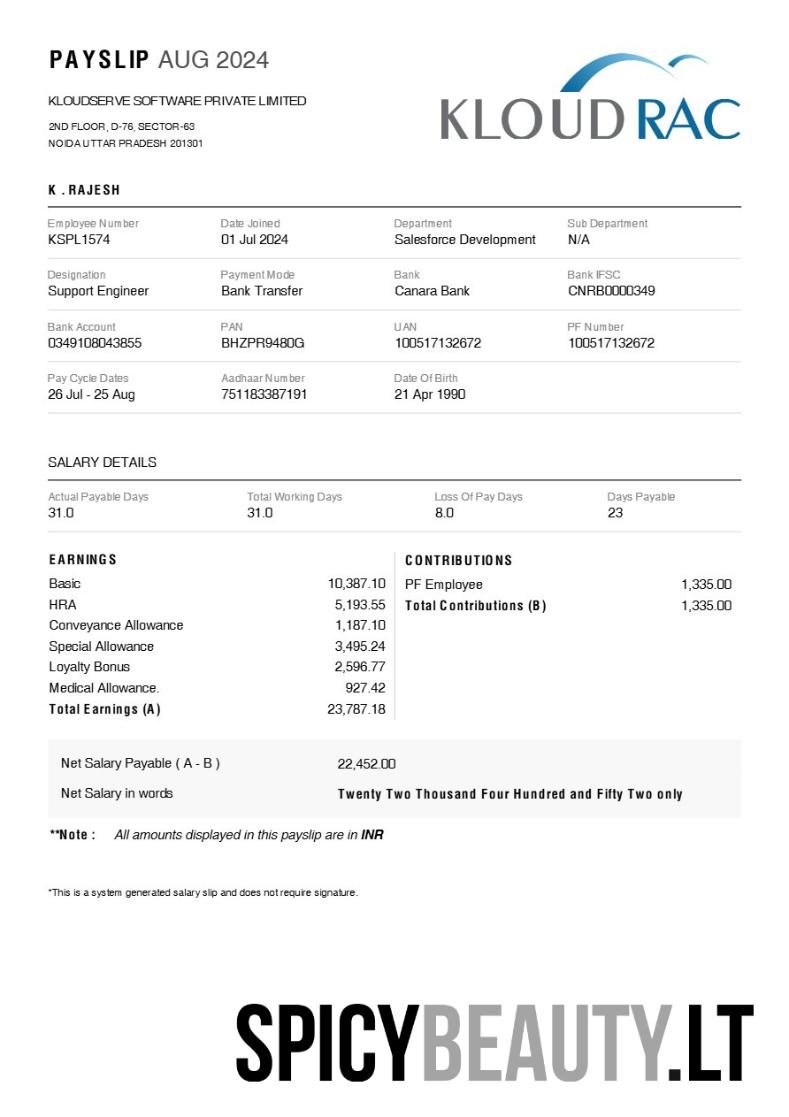 PAYSLIP AUG 2024
KLOUDRAC
KLOUDSERVE SOFTWARE PRIVATE LIMITED
2ND FLOOR, D-76, SECTOR-63
NOIDA UTTAR PRADESH 201301
K . RAJESH
Employee Number Date Joined Department Sub Department
KSPL1574 01 Jul 2024 Salesforce Development N/A
Designation Payment Mode Bank Bank IFSC
Support Engineer Bank Transfer Canara Bank CNRB0000349
Bank Account PAN UAN PF Number
0349108043855 BHZPR9480G 100517132672 100517132672
Pay Cycle Dates Aadhaar Number Date Of Birth
26 Jul - 25 Aug 751183387191 21 Apr 1990
SALARY DETAILS
Actual Payable Days Total Working Days Loss Of Pay Days Days Payable
31.0 31.0 8.0 23
EARNINGS CONTRIBUTIONS
Basic 10,387.10 PF Employee 1,335.00
HRA 5,193.55 Total Contributions (B) 1,335.00
Conveyance Allowance 1,187.10
Special Allowance 3,495.24
Loyalty Bonus 2,596.77
Medical Allowance. 927.42
Total Earnings (A) 23,787.18
Net Salary Payable ( A - B ) 22,452.00
Net Salary in words Twenty Two Thousand Four Hundred and Fifty Two only
**Note : All amounts displayed in this payslip are in INR
*This is a system generated salary slip and does not require signature.
SPICYBEAUTY.LT